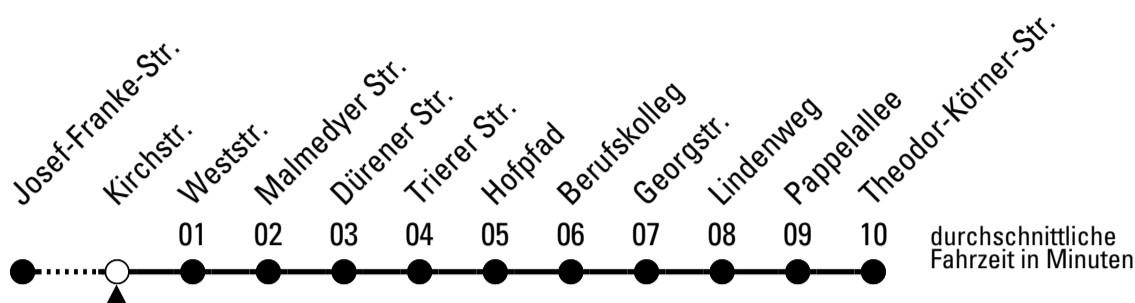 Josef-Franke-Str.
Kirchstr.
Weststr.
Malmedyer Str.
Dürener Str.
Trierer Str.
Hofpfad
Berufskolleg
Georgstr.
Lindenweg
Pappelallee
Theodor-Körner-Str.
01 02 03 04 05 06 07 08 09 10
durchschnittliche
Fahrzeit in Minuten